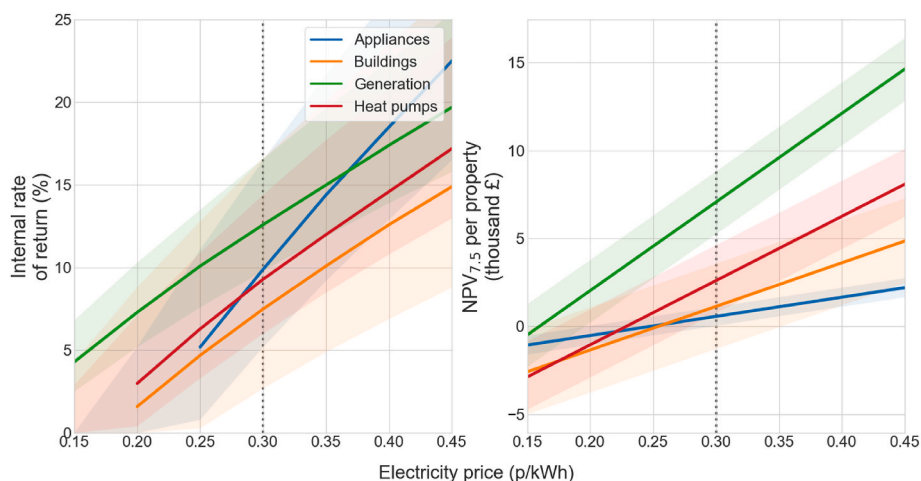 25
20
15
10
5
0
Internal rate
of return (%)
Appliances
Buildings
Generation
Heat pumps
0.15 0.20 0.25 0.30 0.35 0.40 0.45
15
10
5
0
−5
NPV7.5 per property
(thousand £)
0.15 0.20 0.25 0.30 0.35 0.40 0.45
Electricity price (p/kWh)